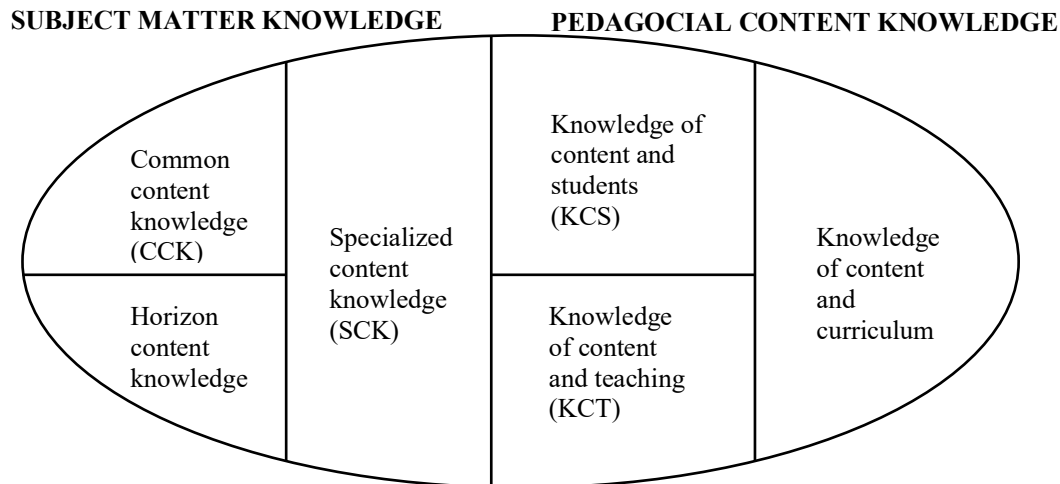 SUBJECT MATTER KNOWLEDGE
PEDAGOCIAL CONTENT KNOWLEDGE
Common
content
knowledge
(CCK)
Horizon
content
knowledge
Specialized
content
knowledge
(SCK)
Knowledge of
content and
students
(KCS)
Knowledge
of content
and teaching
(KCT)
Knowledge
of content
and
curriculum